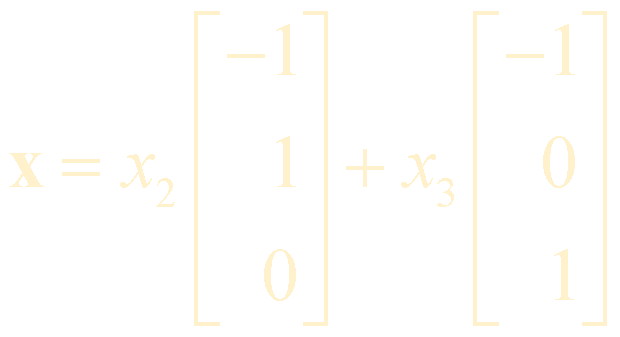 x = x₂ [−1 1 0] + x₃ [−1 0 1]